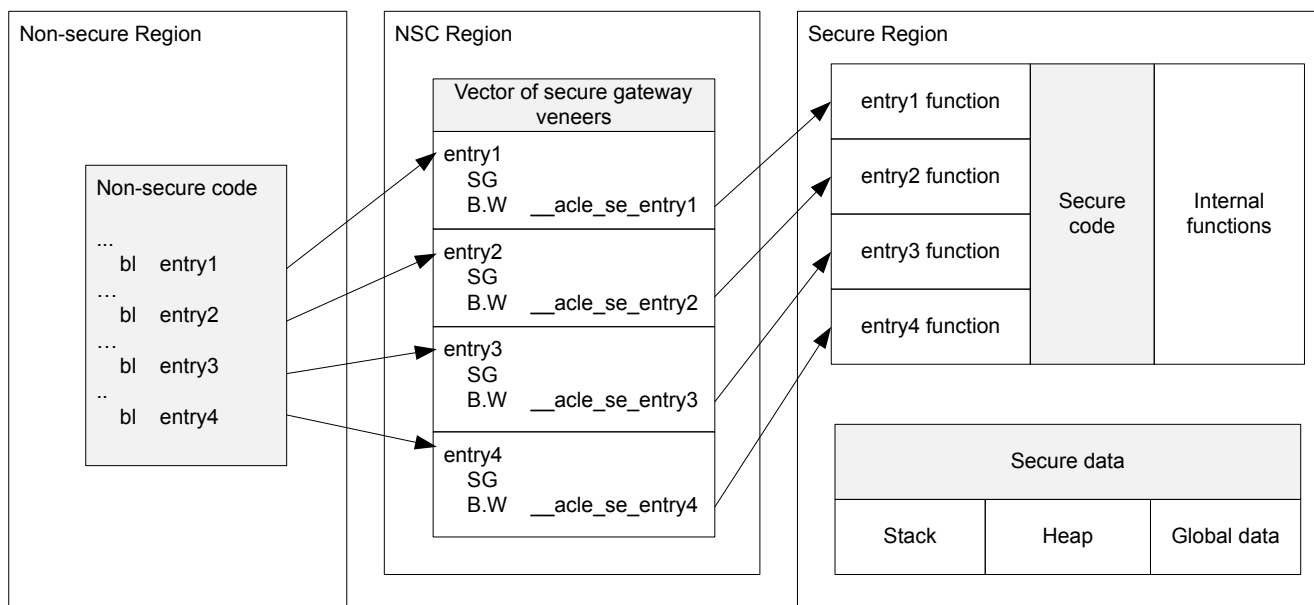 Non-secure Region
Non-secure code
...
bl entry1
...
bl entry2
...
bl entry3
..
bl entry4
NSC Region
Vector of secure gateway
veneers
entry1
SG
B.W __acle_se_entry1
entry2
SG
B.W __acle_se_entry2
entry3
SG
B.W __acle_se_entry3
entry4
SG
B.W __acle_se_entry4
Secure Region
entry1 function
entry2 function
entry3 function
entry4 function
Secure
code
Internal
functions
Secure data
Stack
Heap
Global data